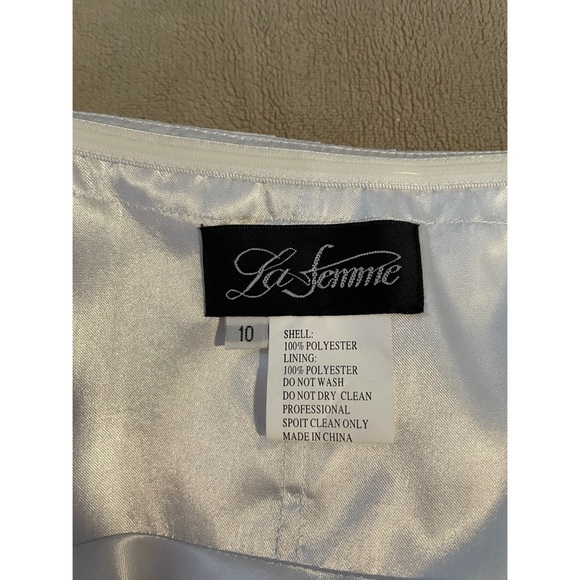 La Femme
10
SHELL:
100% POLYESTER
LINING:
100% POLYESTER
DO NOT WASH
DO NOT DRY CLEAN
PROFESSIONAL
SPOIT CLEAN ONLY
MADE IN CHINA